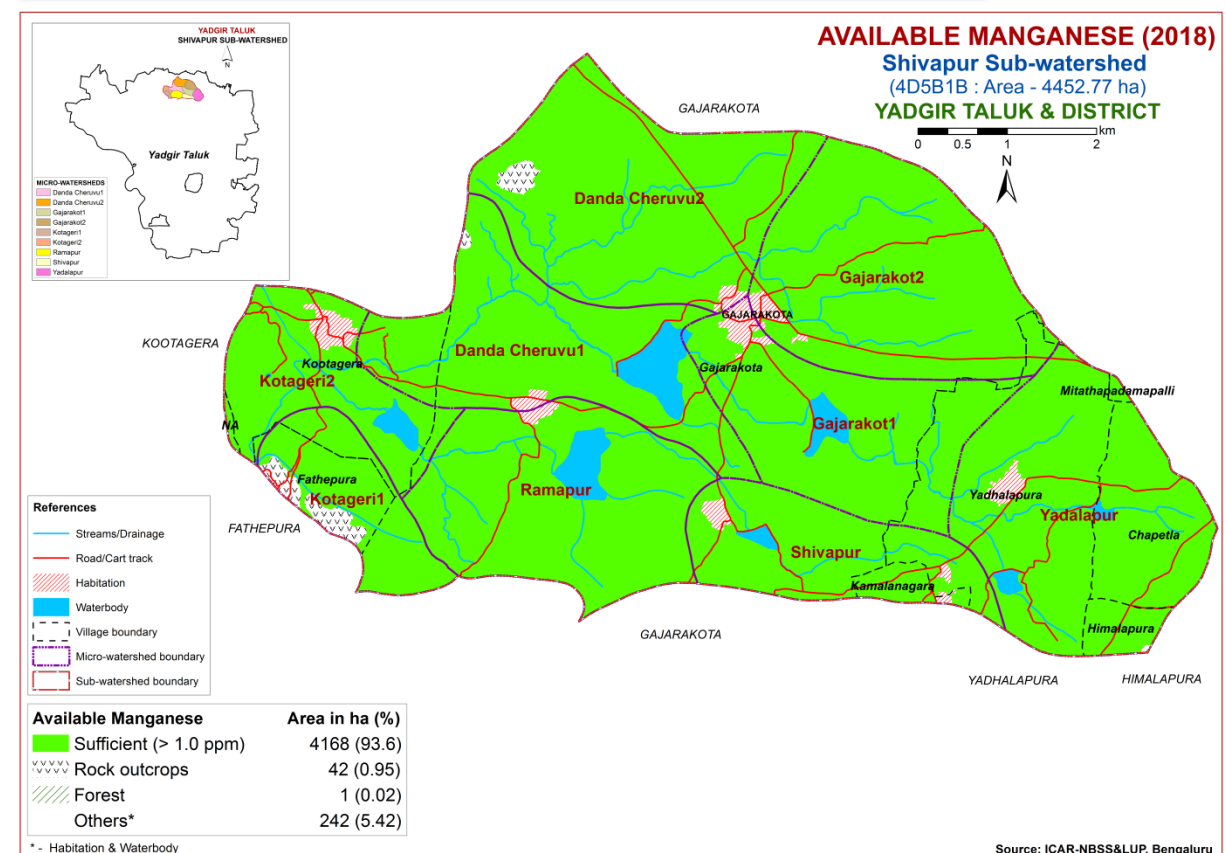 YADGIR TALUK
SHIVAPUR SUB-WATERSHED
N
Yadgir Taluk
MICRO-WATERSHEDS
Danda Cheruvu1
Danda Cheruvu2
Gajarakot1
Gajarakot2
Kotageri1
Kotageri2
Ramapur
Shivapur
Yadalapur
AVAILABLE MANGANESE (2018)
Shivapur Sub-watershed
(4D5B1B : Area - 4452.77 ha)
YADGIR TALUK & DISTRICT
km
0 0.5 1 2
N
GAJARAKOTA
Danda Cheruvu2
Gajarakot2
GAJARAKOTA
KOOTAGERA
Kootagera
Danda Cheruvu1
Gajarakota
Kotageri2
Mitathapadamapalli
NA
Gajarakot1
Fathepura
Kotageri1
Ramapur
Yadhalapura
Yadalapur
FATHEPURA
Chapetla
Shivapur
Kamalanagara
Himalapura
GAJARAKOTA
YADHALAPURA
HIMALAPURA
References
Streams/Drainage
Road/Cart track
Habitation
Waterbody
Village boundary
Micro-watershed boundary
Sub-watershed boundary
Available Manganese Area in ha (%)
Sufficient (> 1.0 ppm) 4168 (93.6)
Rock outcrops 42 (0.95)
Forest 1 (0.02)
Others* 242 (5.42)
* - Habitation & Waterbody
Source: ICAR-NBSS&LUP, Bengaluru